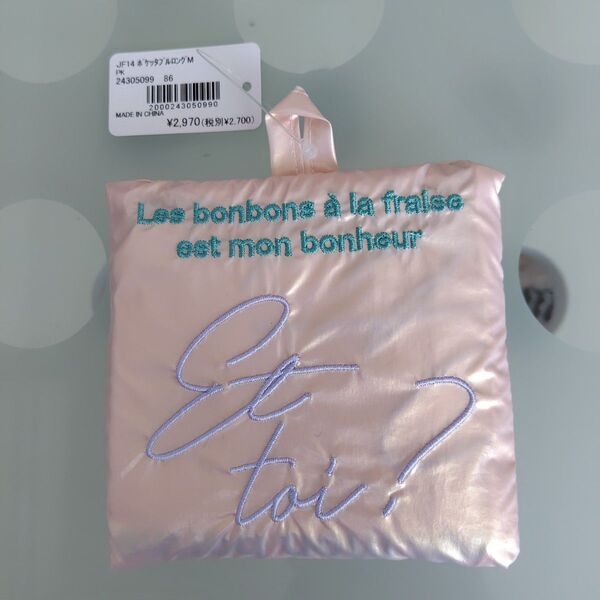 JF14 ﾎﾟｹｯﾀﾌﾞﾙﾛﾝｸﾞM
PK
24305099 86
2000243050990
MADE IN CHINA
¥2,970(税別¥2,700)
Les bonbons à la fraise
est mon bonheur
Et
toi?